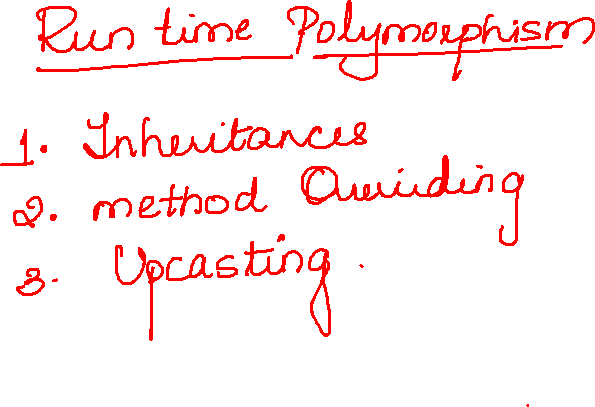 Run time Polymorphism
1. Inheritances
2. method Overriding
3. Upcasting.